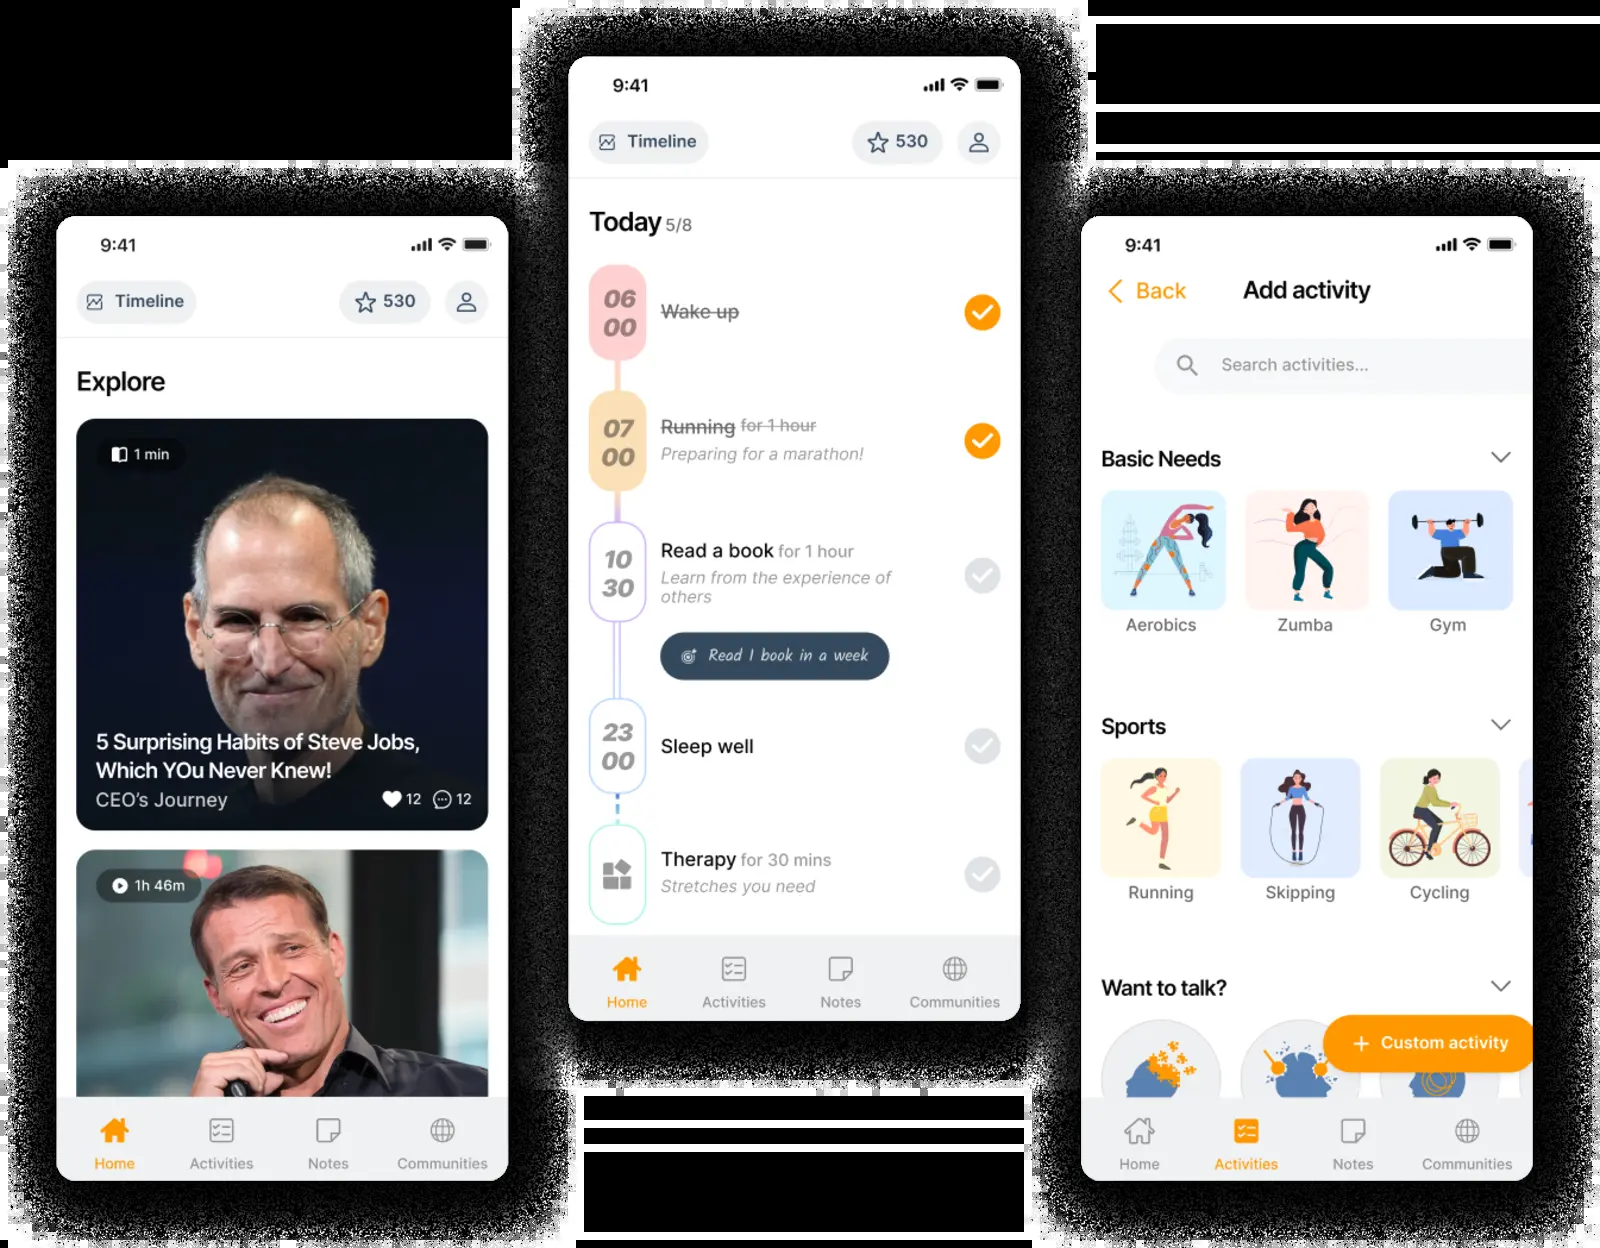 9:41
Timeline
530
Explore
1 min
5 Surprising Habits of Steve Jobs,
Which YOu Never Knew!
CEO's Journey
12
12
1h 46m
Home
Activities
Notes
Communities
9:41
Timeline
530
Today 5/8
06
00
Wake up
07
00
Running for 1 hour
Preparing for a marathon!
10
30
Read a book for 1 hour
Learn from the experience of
others
Read 1 book in a week
23
00
Sleep well
Therapy for 30 mins
Stretches you need
Home
Activities
Notes
Communities
9:41
Back
Add activity
Search activities...
Basic Needs
Aerobics
Zumba
Gym
Sports
Running
Skipping
Cycling
Want to talk?
+ Custom activity
Home
Activities
Notes
Communities